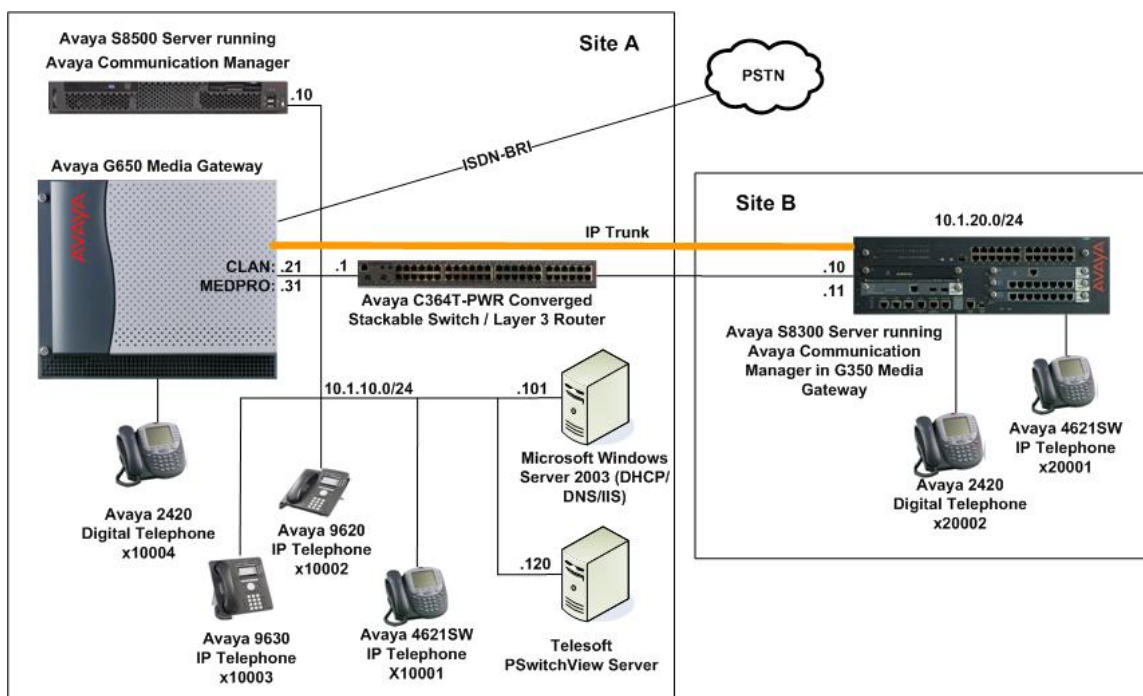 Avaya S8500 Server running
Avaya Communication Manager
.10
Site A
PSTN
ISDN-BRI
Avaya G650 Media Gateway
AVAYA
CLAN: .21
MEDPRO: .31
.1
IP Trunk
Avaya C364T-PWR Converged
Stackable Switch / Layer 3 Router
Site B
10.1.20.0/24
AVAYA
.10
.11
Avaya S8300 Server running
Avaya Communication
Manager in G350 Media
Gateway
Avaya 4621SW
IP Telephone
x20001
Avaya 2420
Digital Telephone
x20002
10.1.10.0/24
.101
Microsoft Windows
Server 2003 (DHCP/
DNS/IIS)
Avaya 2420
Digital Telephone
x10004
Avaya 9620
IP Telephone
x10002
.120
Avaya 9630
IP Telephone
x10003
Avaya 4621SW
IP Telephone
X10001
Telesoft
PSwitchView Server